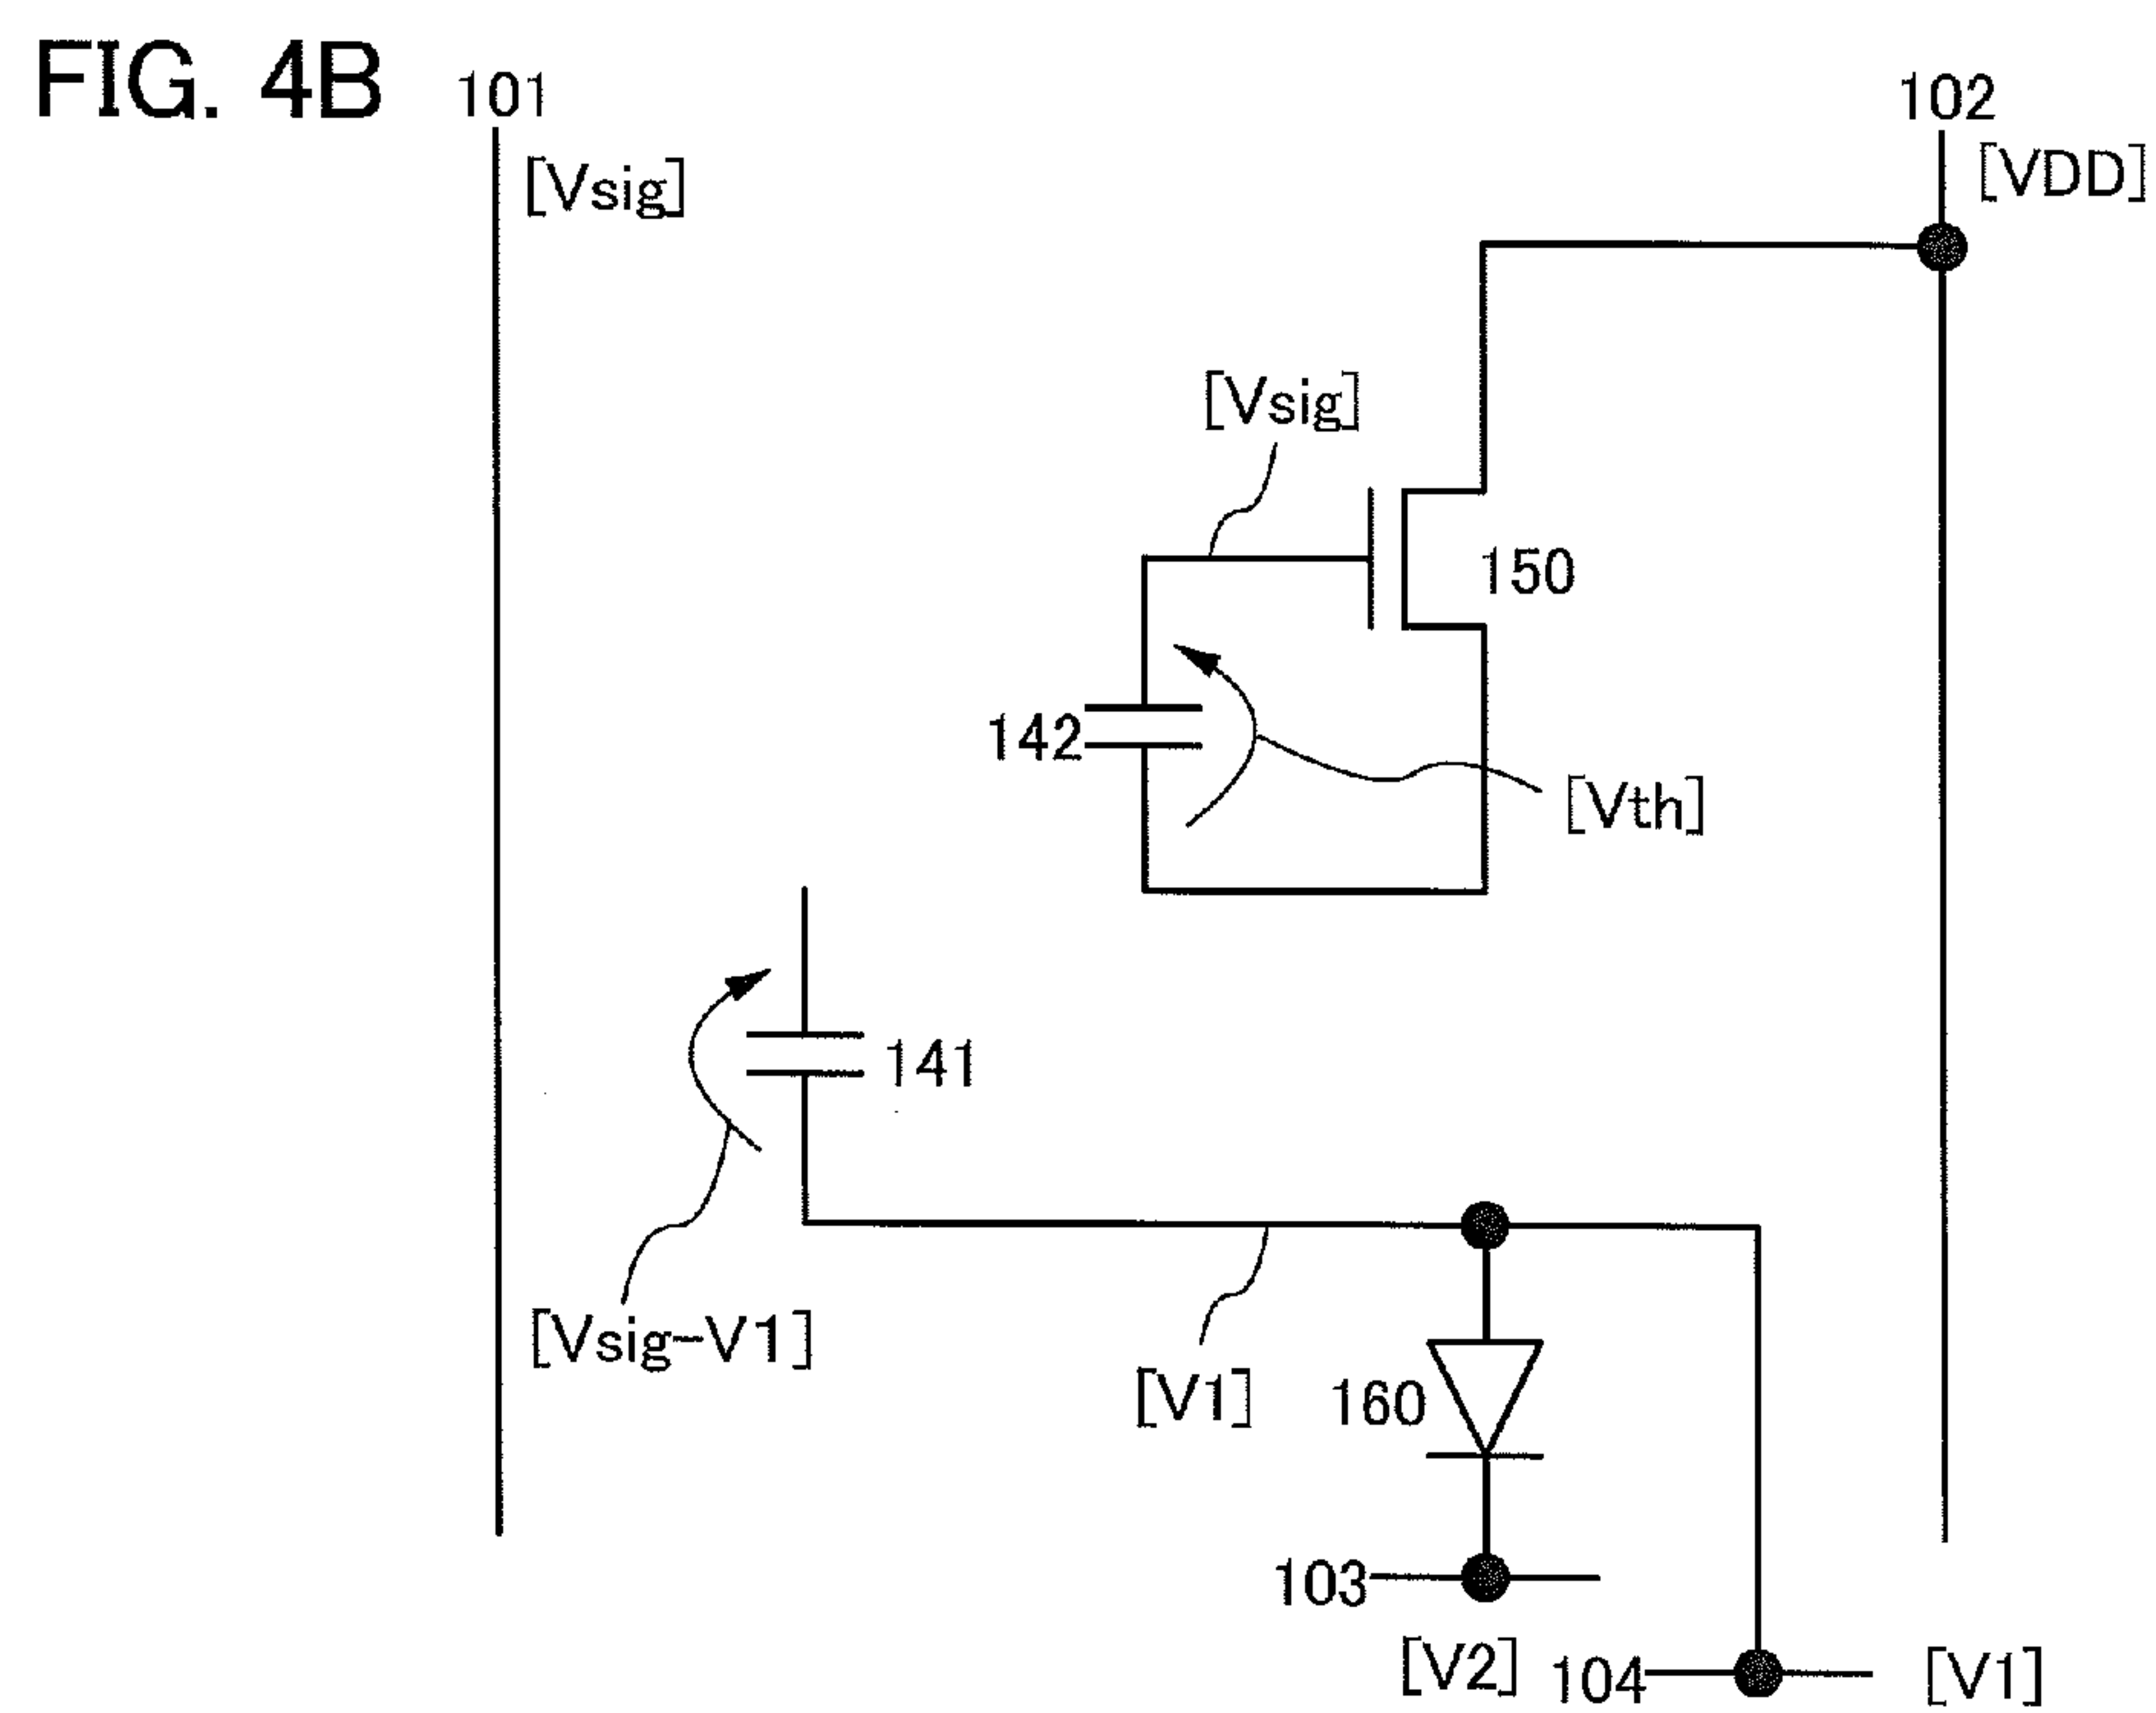 FIG. 4B
101
102
[Vsig]
[VDD]
[Vsig]
150
142
[Vth]
141
[Vsig-V1]
[V1]
160
103
[V2]
104
[V1]